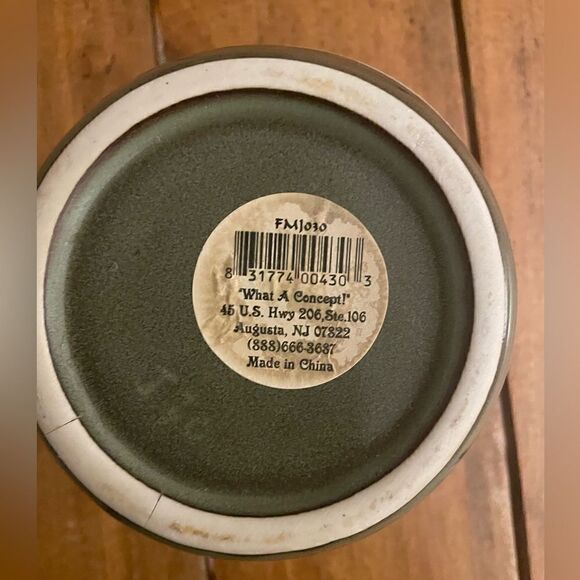 FMJ030
8 31774 00430 3
"What A Concept!"
45 U.S. Hwy 206,Ste.106
Augusta, NJ 07822
(888)666-3687
Made in China